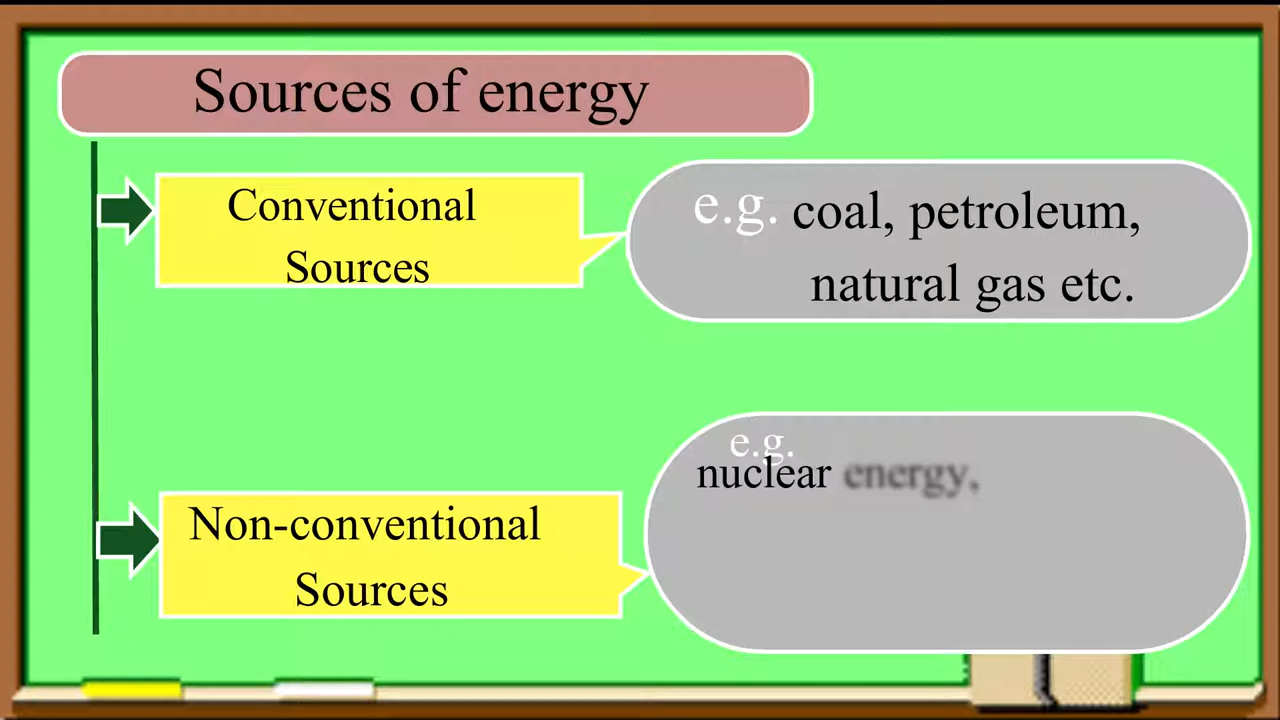 Sources of energy
Conventional
Sources
e.g. coal, petroleum,
natural gas etc.
e.g.
nuclear energy,
Non-conventional
Sources